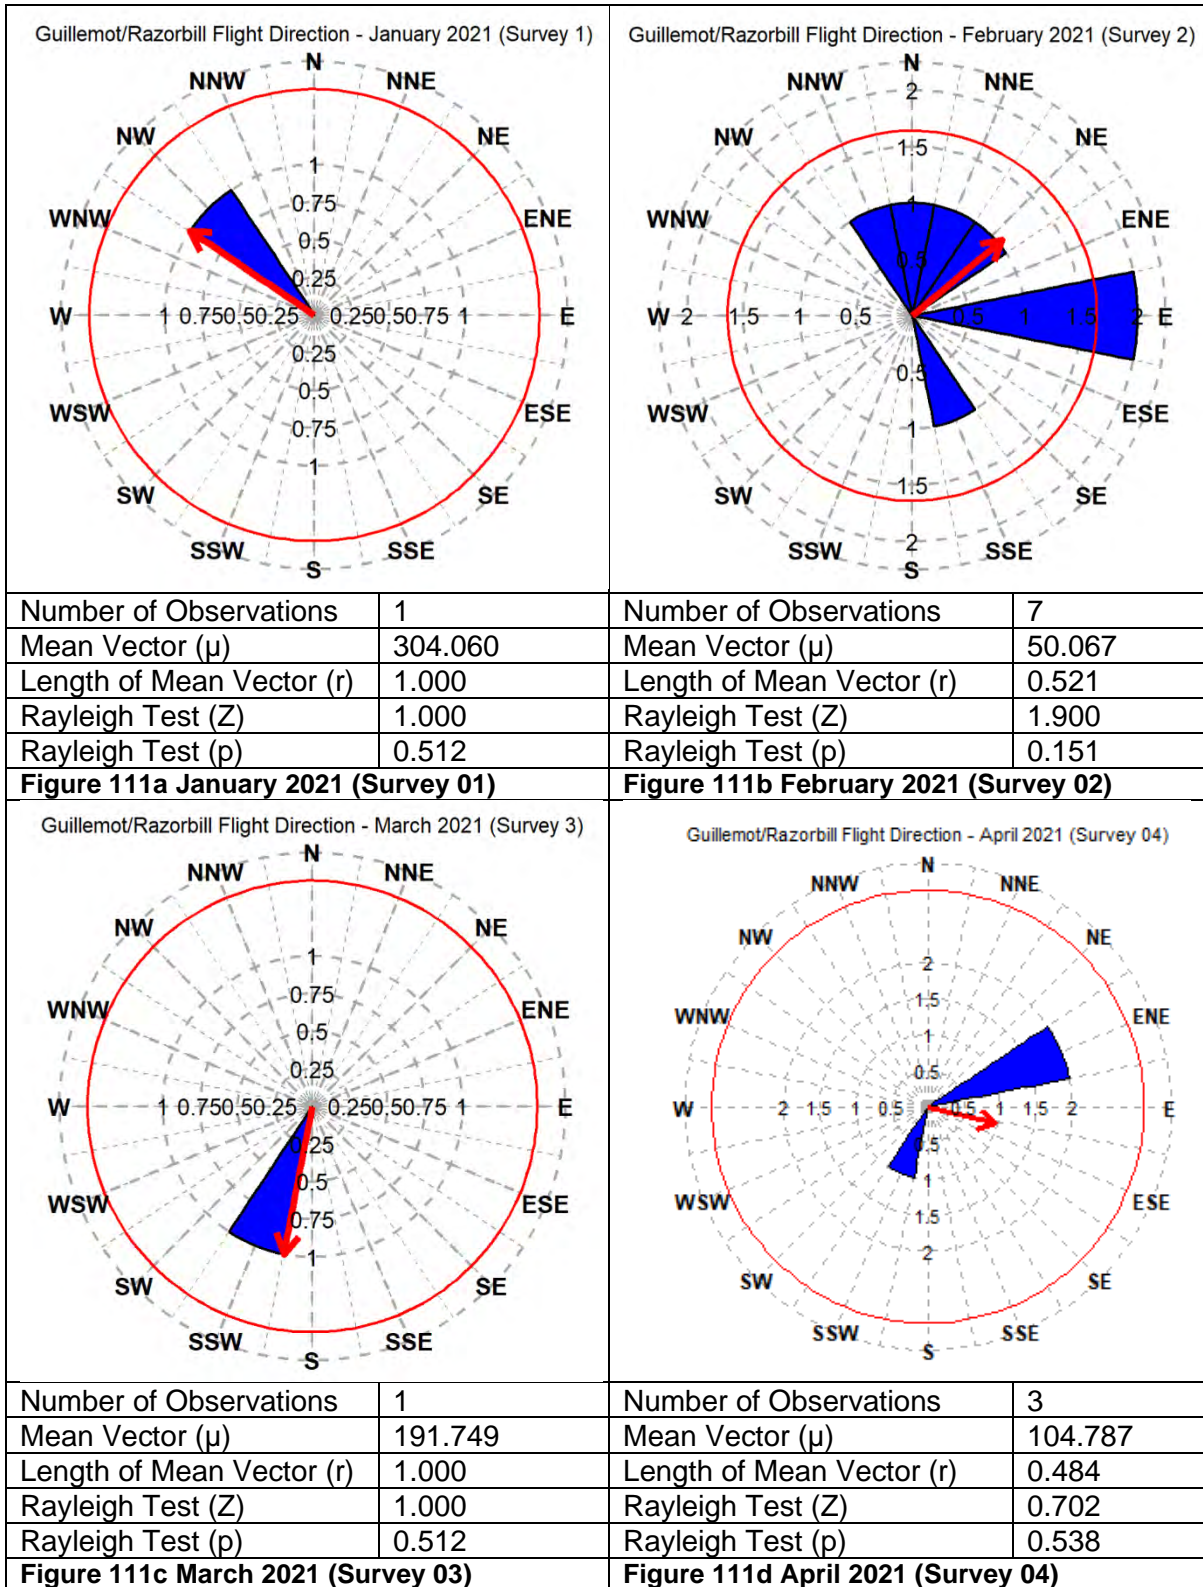 Guillemot/Razorbill Flight Direction - January 2021 (Survey 1)
N
NNW NNE
NW NE
WNW ENE
W E
WSW ESE
SW SE
SSW SSE
S
1
0.75
0.5
0.25
1 0.75 0.5 0.25 0.25 0.5 0.75 1
0.25
0.5
0.75
1
Number of Observations 1
Mean Vector (µ) 304.060
Length of Mean Vector (r) 1.000
Rayleigh Test (Z) 1.000
Rayleigh Test (p) 0.512
Figure 111a January 2021 (Survey 01)
Guillemot/Razorbill Flight Direction - February 2021 (Survey 2)
N
NNW NNE
NW NE
WNW ENE
W E
WSW ESE
SW SE
SSW SSE
S
2
1.5
1
0.5
2 1.5 1 0.5 0.5 1 1.5 2
0.5
1
1.5
2
Number of Observations 7
Mean Vector (µ) 50.067
Length of Mean Vector (r) 0.521
Rayleigh Test (Z) 1.900
Rayleigh Test (p) 0.151
Figure 111b February 2021 (Survey 02)
Guillemot/Razorbill Flight Direction - March 2021 (Survey 3)
N
NNW NNE
NW NE
WNW ENE
W E
WSW ESE
SW SE
SSW SSE
S
1
0.75
0.5
0.25
1 0.75 0.5 0.25 0.25 0.5 0.75 1
0.25
0.5
0.75
1
Number of Observations 1
Mean Vector (µ) 191.749
Length of Mean Vector (r) 1.000
Rayleigh Test (Z) 1.000
Rayleigh Test (p) 0.512
Figure 111c March 2021 (Survey 03)
Guillemot/Razorbill Flight Direction - April 2021 (Survey 04)
N
NNW NNE
NW NE
WNW ENE
W E
WSW ESE
SW SE
SSW SSE
S
2
1.5
1
0.5
2 1.5 1 0.5 0.5 1 1.5 2
0.5
1
1.5
2
Number of Observations 3
Mean Vector (µ) 104.787
Length of Mean Vector (r) 0.484
Rayleigh Test (Z) 0.702
Rayleigh Test (p) 0.538
Figure 111d April 2021 (Survey 04)